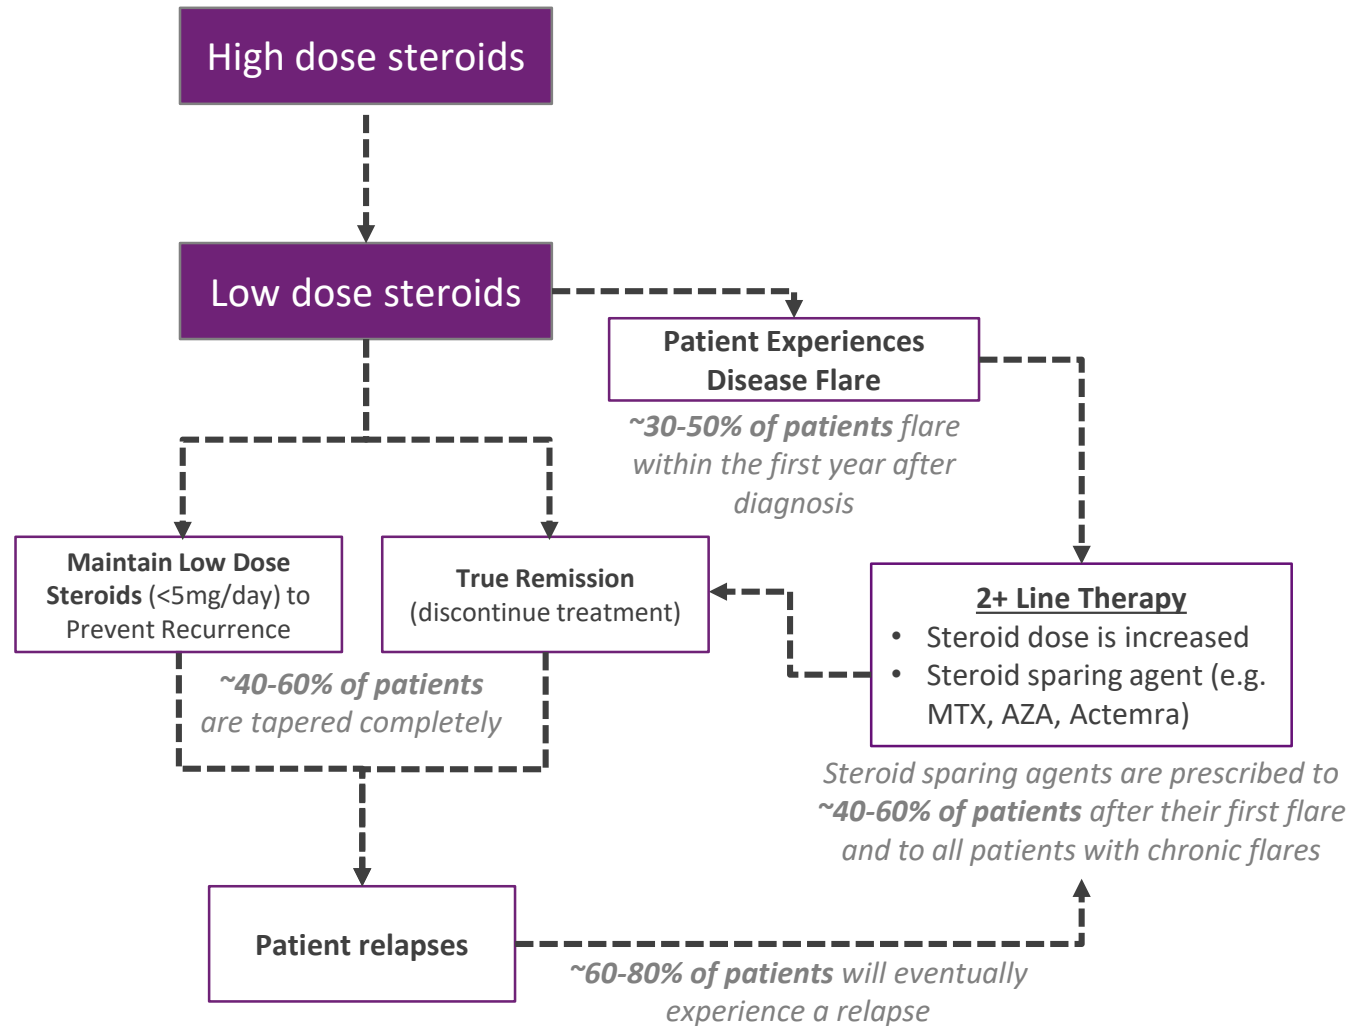 High dose steroids
Low dose steroids
Patient Experiences
Disease Flare
~30-50% of patients flare
within the first year after
diagnosis
Maintain Low Dose
Steroids (<5mg/day) to
Prevent Recurrence
True Remission
(discontinue treatment)
2+ Line Therapy
• Steroid dose is increased
• Steroid sparing agent (e.g.
MTX, AZA, Actemra)
~40-60% of patients
are tapered completely
Steroid sparing agents are prescribed to
~40-60% of patients after their first flare
and to all patients with chronic flares
Patient relapses
~60-80% of patients will eventually
experience a relapse